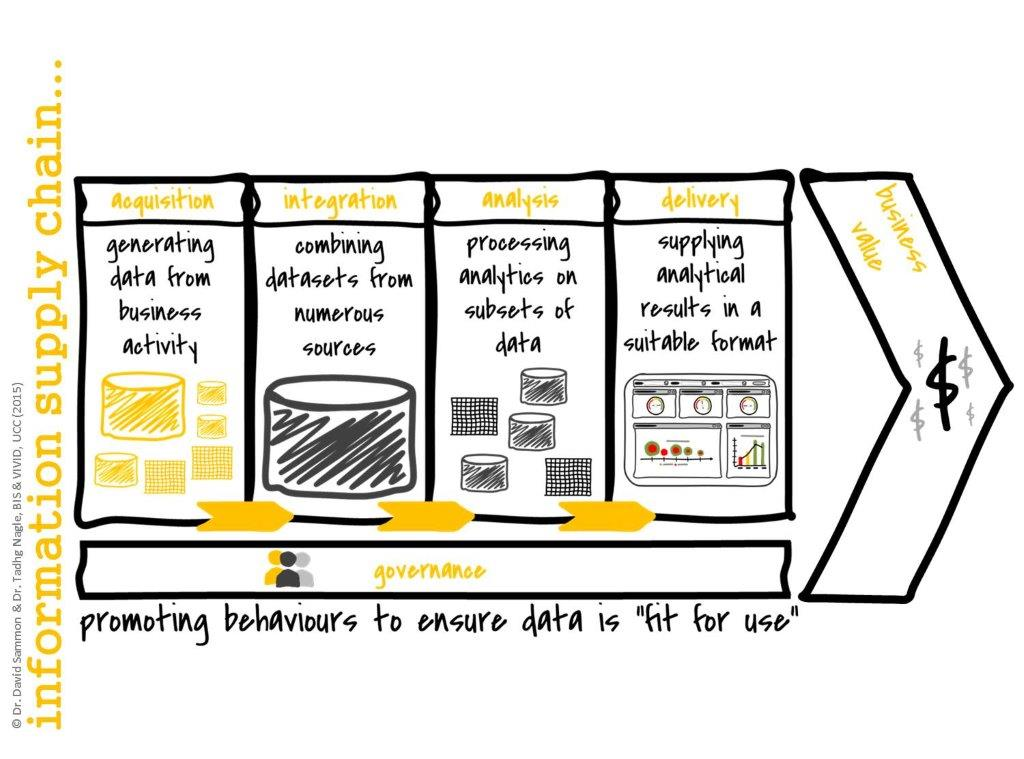 information supply chain...
© Dr. David Sammon & Dr. Tadhg Nagle, BIS & VIVID, UCC (2015)
acquisition
generating
data from
business
activity
integration
combining
datasets from
numerous
sources
analysis
processing
analytics on
subsets of
data
delivery
supplying
analytical
results in a
suitable format
business
value
$ $ $ $ $
governance
promoting behaviours to ensure data is "fit for use"